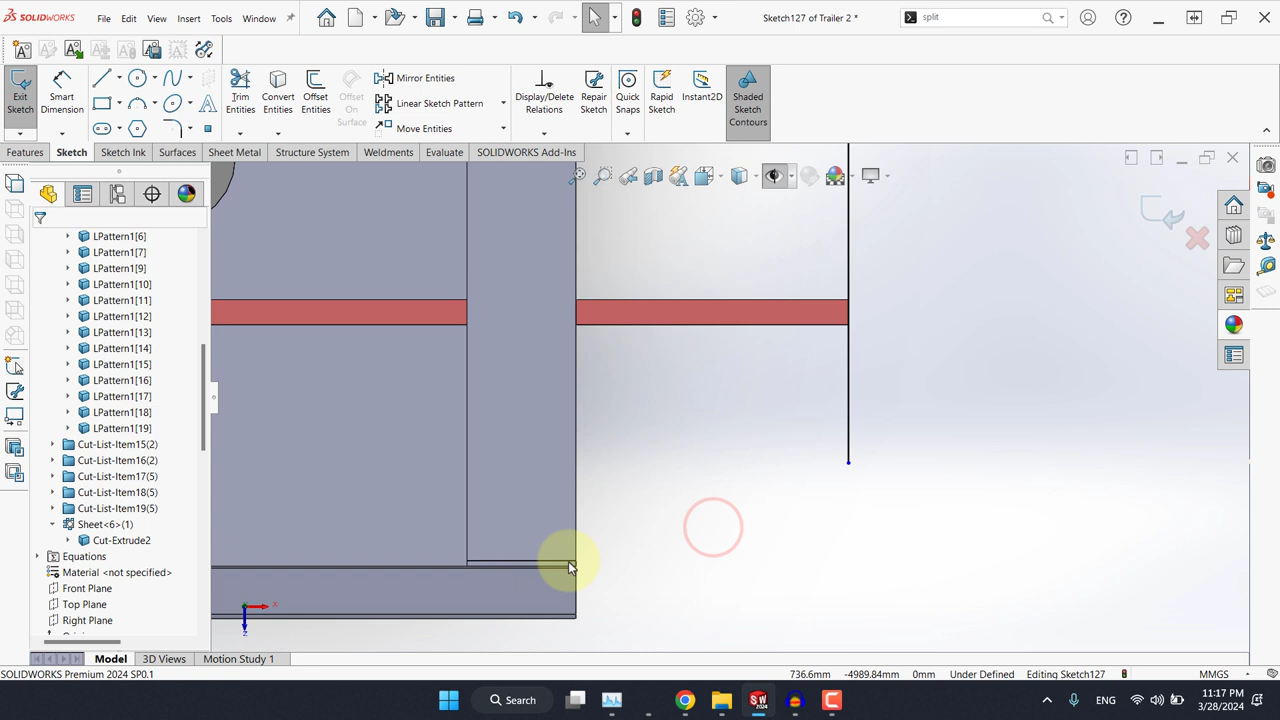 SOLIDWORKS
File Edit View Insert Tools Window
Sketch127 of Trailer 2 *
split
Exit Sketch
Smart Dimension
Trim Entities
Convert Entities
Offset Entities
Offset On Surface
Mirror Entities
Linear Sketch Pattern
Move Entities
Display/Delete Relations
Repair Sketch
Quick Snaps
Rapid Sketch
Instant2D
Shaded Sketch Contours
Features Sketch Sketch Ink Surfaces Sheet Metal Structure System Weldments Evaluate SOLIDWORKS Add-Ins
LPattern1[6]
LPattern1[7]
LPattern1[9]
LPattern1[10]
LPattern1[11]
LPattern1[12]
LPattern1[13]
LPattern1[14]
LPattern1[15]
LPattern1[16]
LPattern1[17]
LPattern1[18]
LPattern1[19]
Cut-List-Item15(2)
Cut-List-Item16(2)
Cut-List-Item17(5)
Cut-List-Item18(5)
Cut-List-Item19(5)
Sheet<6>(1)
Cut-Extrude2
Equations
Material <not specified>
Front Plane
Top Plane
Right Plane
X
Z
Model 3D Views Motion Study 1
SOLIDWORKS Premium 2024 SP0.1
736.6mm -4989.84mm 0mm Under Defined Editing Sketch127 MMGS
Search
ENG
11:17 PM
3/28/2024